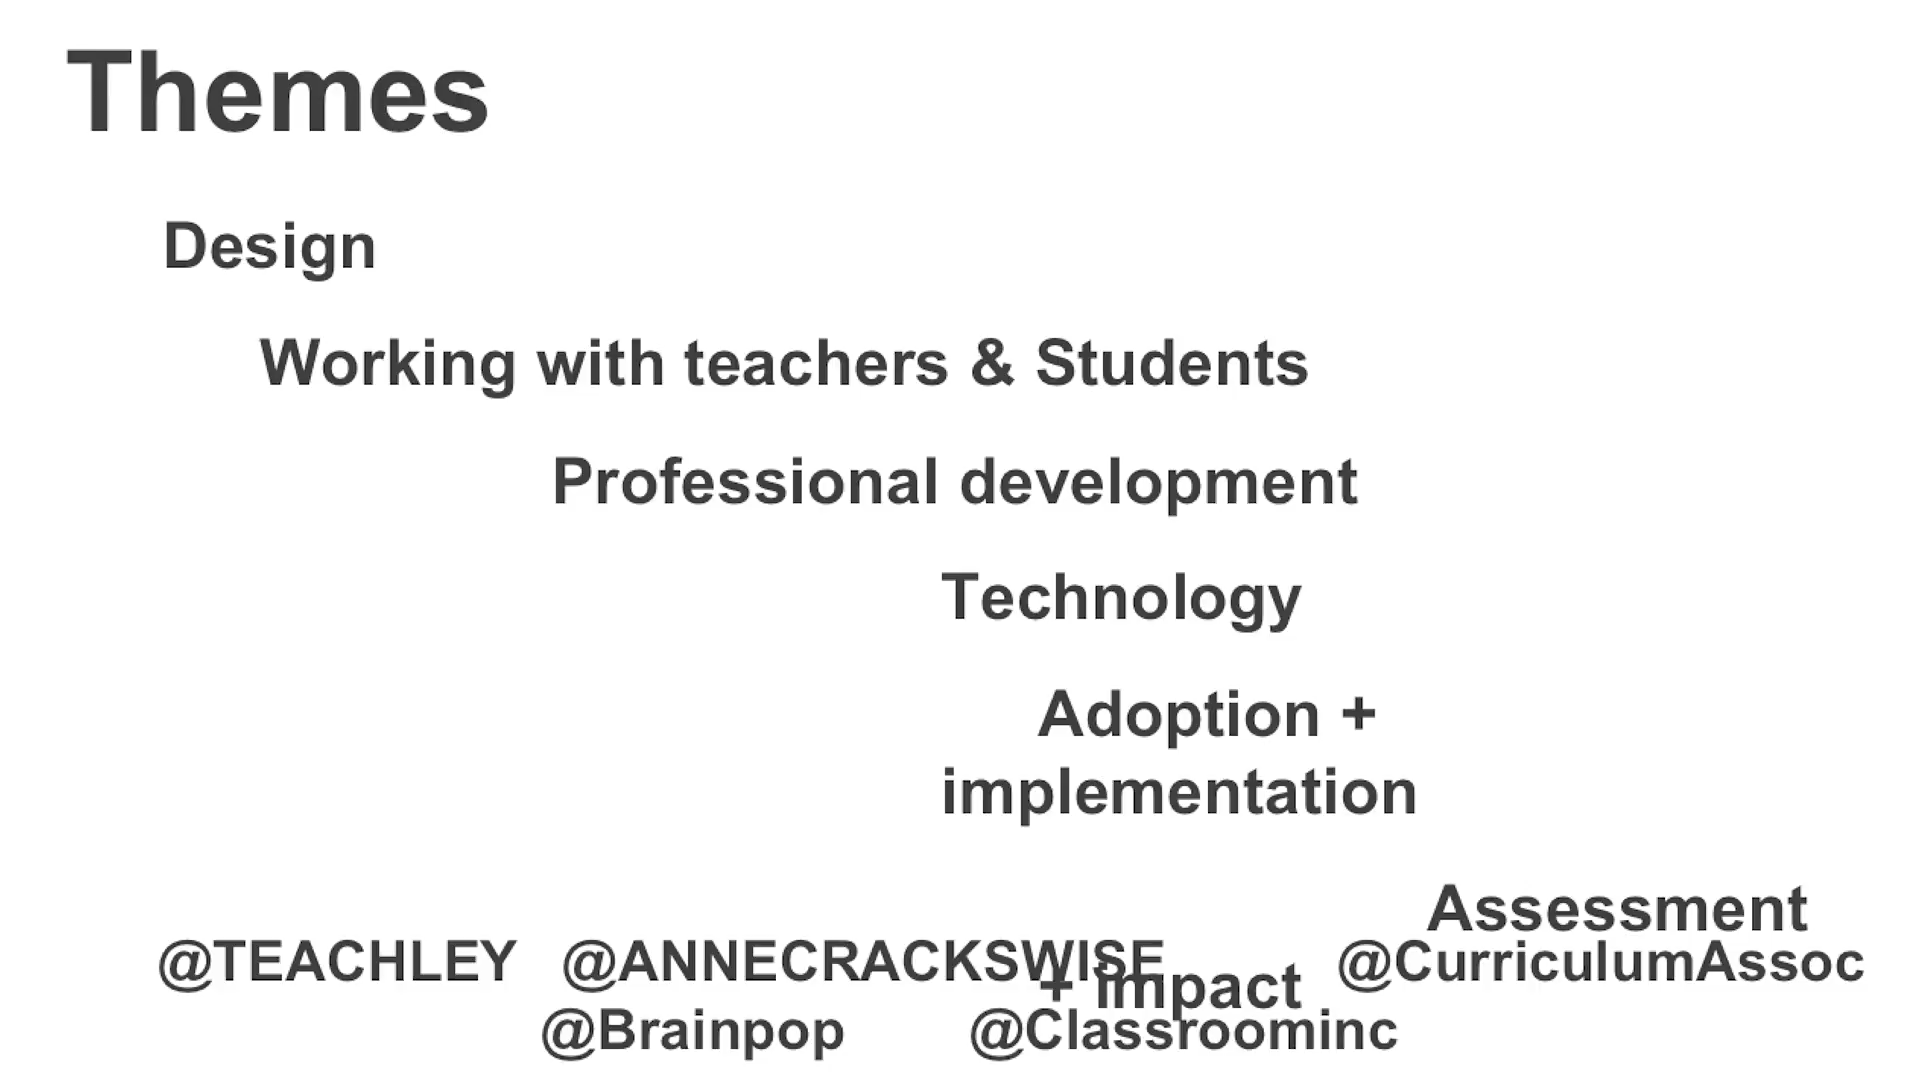 Themes
Design
Working with teachers & Students
Professional development
Technology
Adoption +
implementation
Assessment
@TEACHLEY @ANNECRACKSWISE @CurriculumAssoc
+ impact
@Brainpop @Classroominc